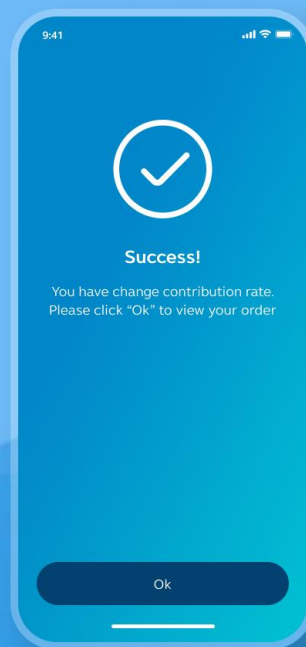 9:41
Success!
You have change contribution rate.
Please click “Ok” to view your order
Ok